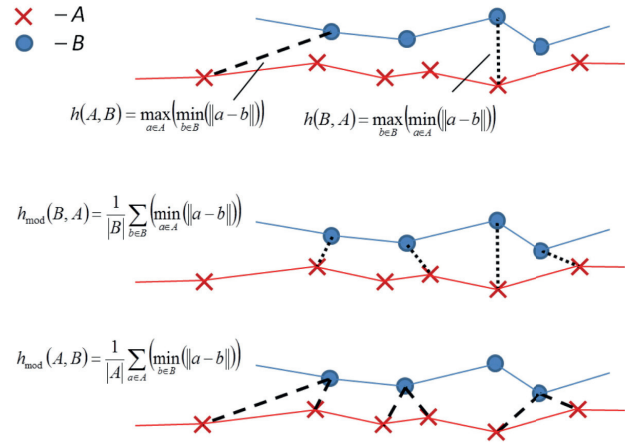 – A
– B
h(A,B) = max_{a∈A}(min_{b∈B}(‖a−b‖))
h(B,A) = max_{b∈B}(min_{a∈A}(‖a−b‖))
h_mod(B,A) = 1/|B| ∑_{b∈B}(min_{a∈A}(‖a−b‖))
h_mod(A,B) = 1/|A| ∑_{a∈A}(min_{b∈B}(‖a−b‖))